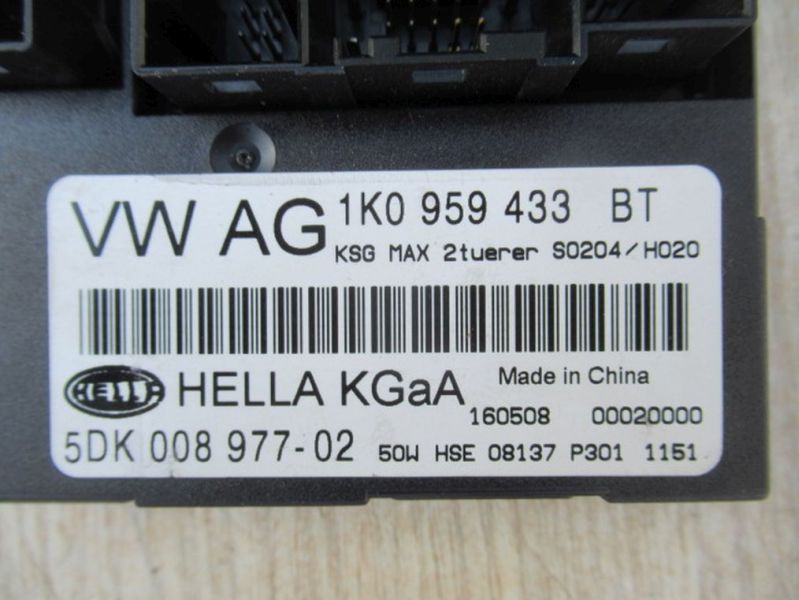 VW AG 1K0 959 433 BT
KSG MAX 2tuerer S0204/H020
HELLA HELLA KGaA Made in China
160508 00020000
5DK 008 977-02 50W HSE 08137 P301 1151